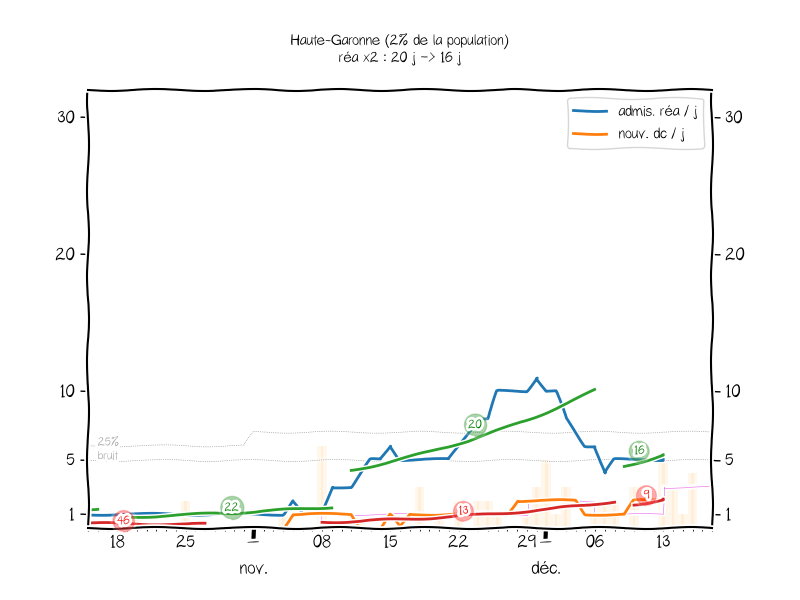 Haute-Garonne (2% de la population)
réa x2 : 20 j -> 16 j
admis. réa / j
nouv. dc / j
30 30
20 20
10 10
25%
bruit
5 5
1 1
46 22 20 13 16 9
18 25 08 15 22 29 06 13
nov. déc.